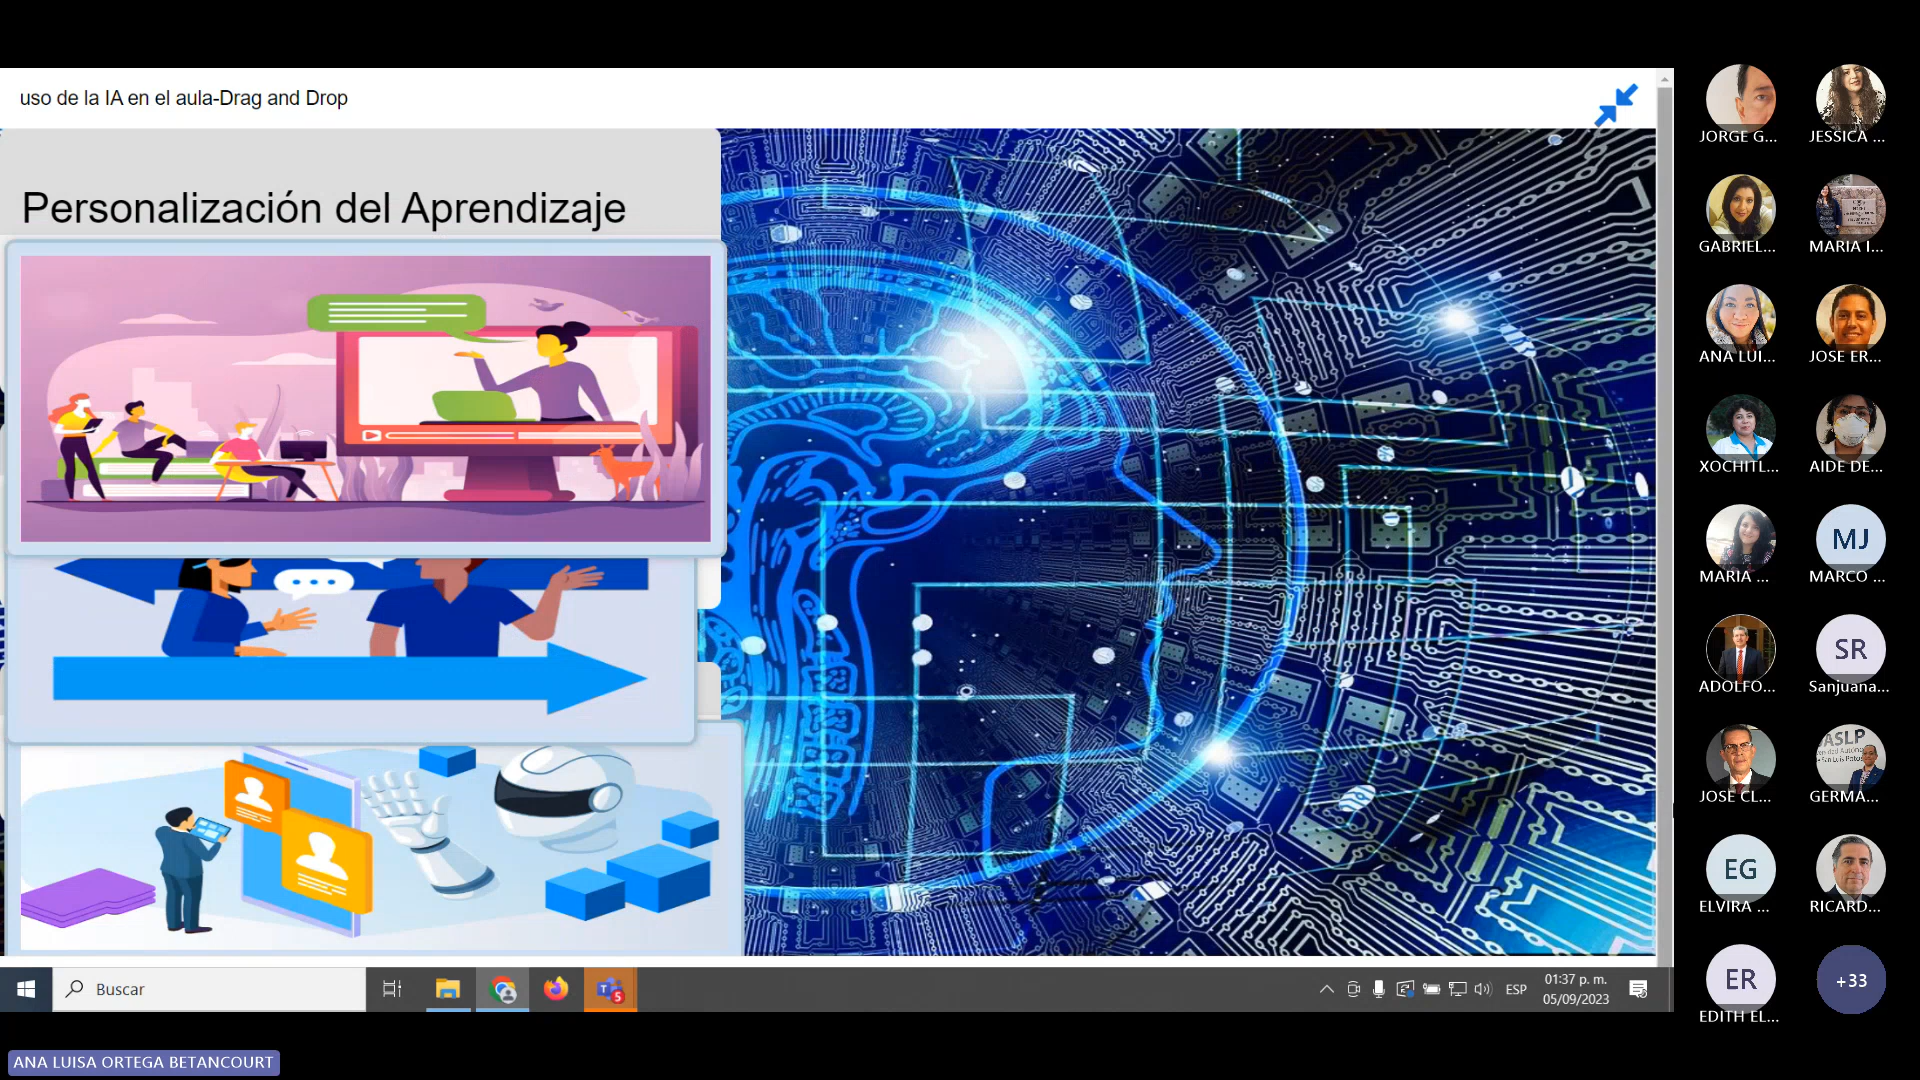 uso de la IA en el aula-Drag and Drop
Personalización del Aprendizaje
JORGE G...
JESSICA ...
GABRIEL...
MARIA I...
ANA LUI...
JOSE ER...
XOCHITL...
AIDE DE...
MARIA ...
MJ
MARCO ...
ADOLFO...
SR
Sanjuana...
JOSE CL...
GERMA...
EG
ELVIRA ...
RICARD...
ER
EDITH EL...
+33
Buscar
5
ESP
01:37 p. m.
05/09/2023
ANA LUISA ORTEGA BETANCOURT